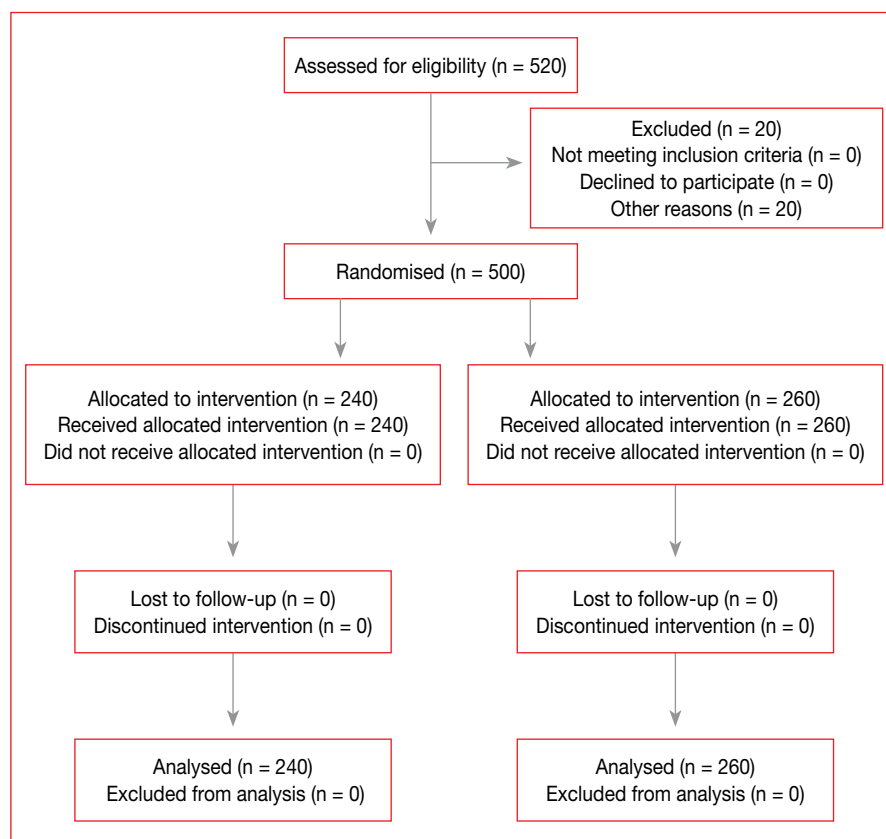 Assessed for eligibility (n = 520)
Excluded (n = 20)
Not meeting inclusion criteria (n = 0)
Declined to participate (n = 0)
Other reasons (n = 20)
Randomised (n = 500)
Allocated to intervention (n = 240)
Received allocated intervention (n = 240)
Did not receive allocated intervention (n = 0)
Allocated to intervention (n = 260)
Received allocated intervention (n = 260)
Did not receive allocated intervention (n = 0)
Lost to follow-up (n = 0)
Discontinued intervention (n = 0)
Lost to follow-up (n = 0)
Discontinued intervention (n = 0)
Analysed (n = 240)
Excluded from analysis (n = 0)
Analysed (n = 260)
Excluded from analysis (n = 0)